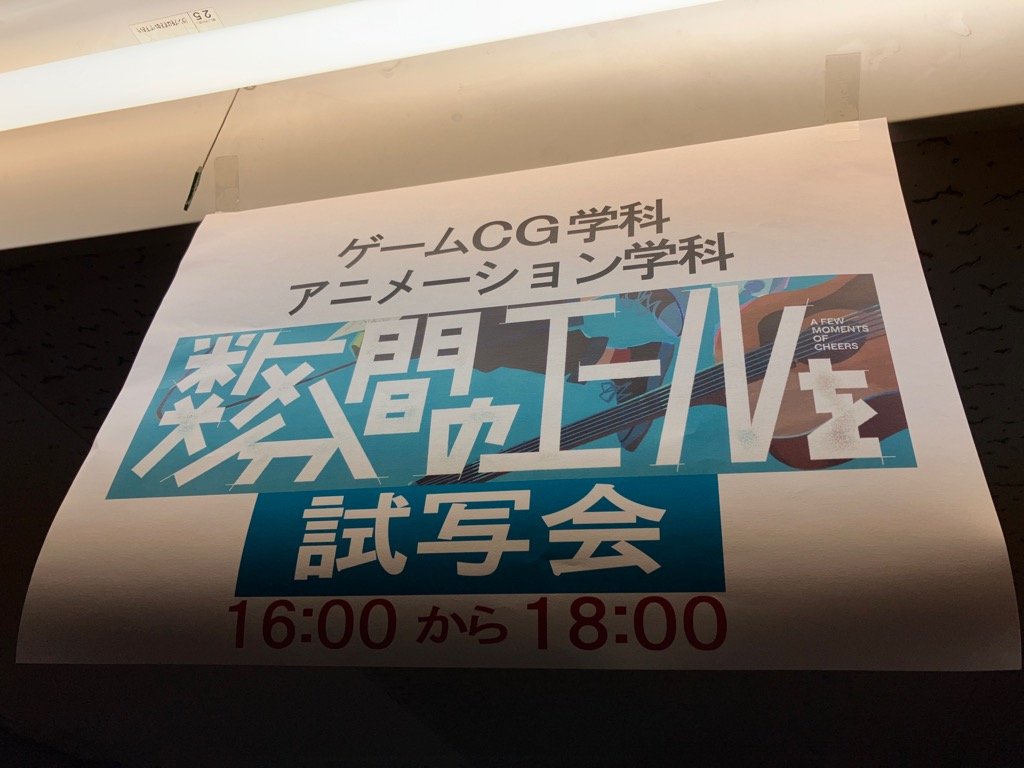 ゲームCG学科
アニメーション学科
数分間のエールを
A FEW
MOMENTS
OF
CHEERS
試写会
16:00 から 18:00
25